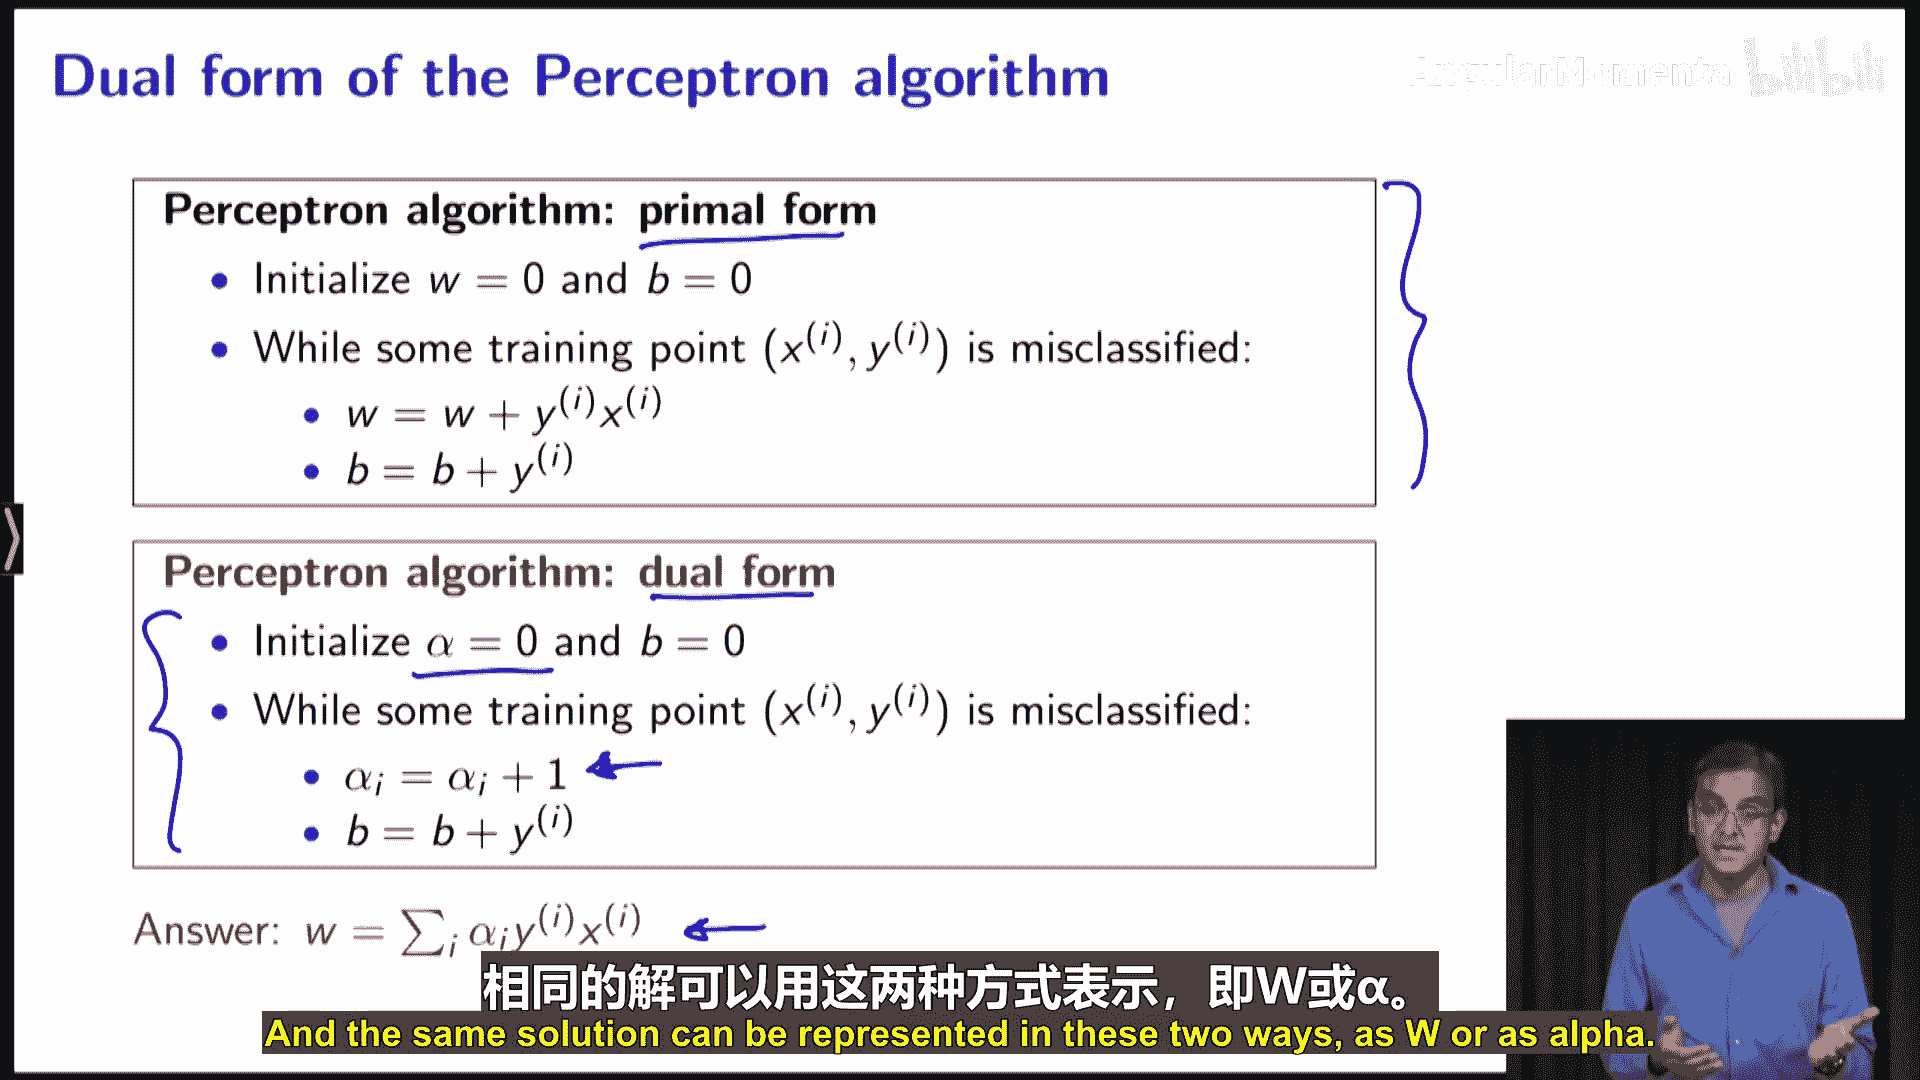 Dual form of the Perceptron algorithm
AngularMomenta bilibili
Perceptron algorithm: primal form
• Initialize w = 0 and b = 0
• While some training point (x^(i), y^(i)) is misclassified:
• w = w + y^(i)x^(i)
• b = b + y^(i)
Perceptron algorithm: dual form
• Initialize α = 0 and b = 0
• While some training point (x^(i), y^(i)) is misclassified:
• α_i = α_i + 1
• b = b + y^(i)
Answer: w = ∑_i α_i y^(i)x^(i)
相同的解可以用这两种方式表示，即W或α。
And the same solution can be represented in these two ways, as W or as alpha.